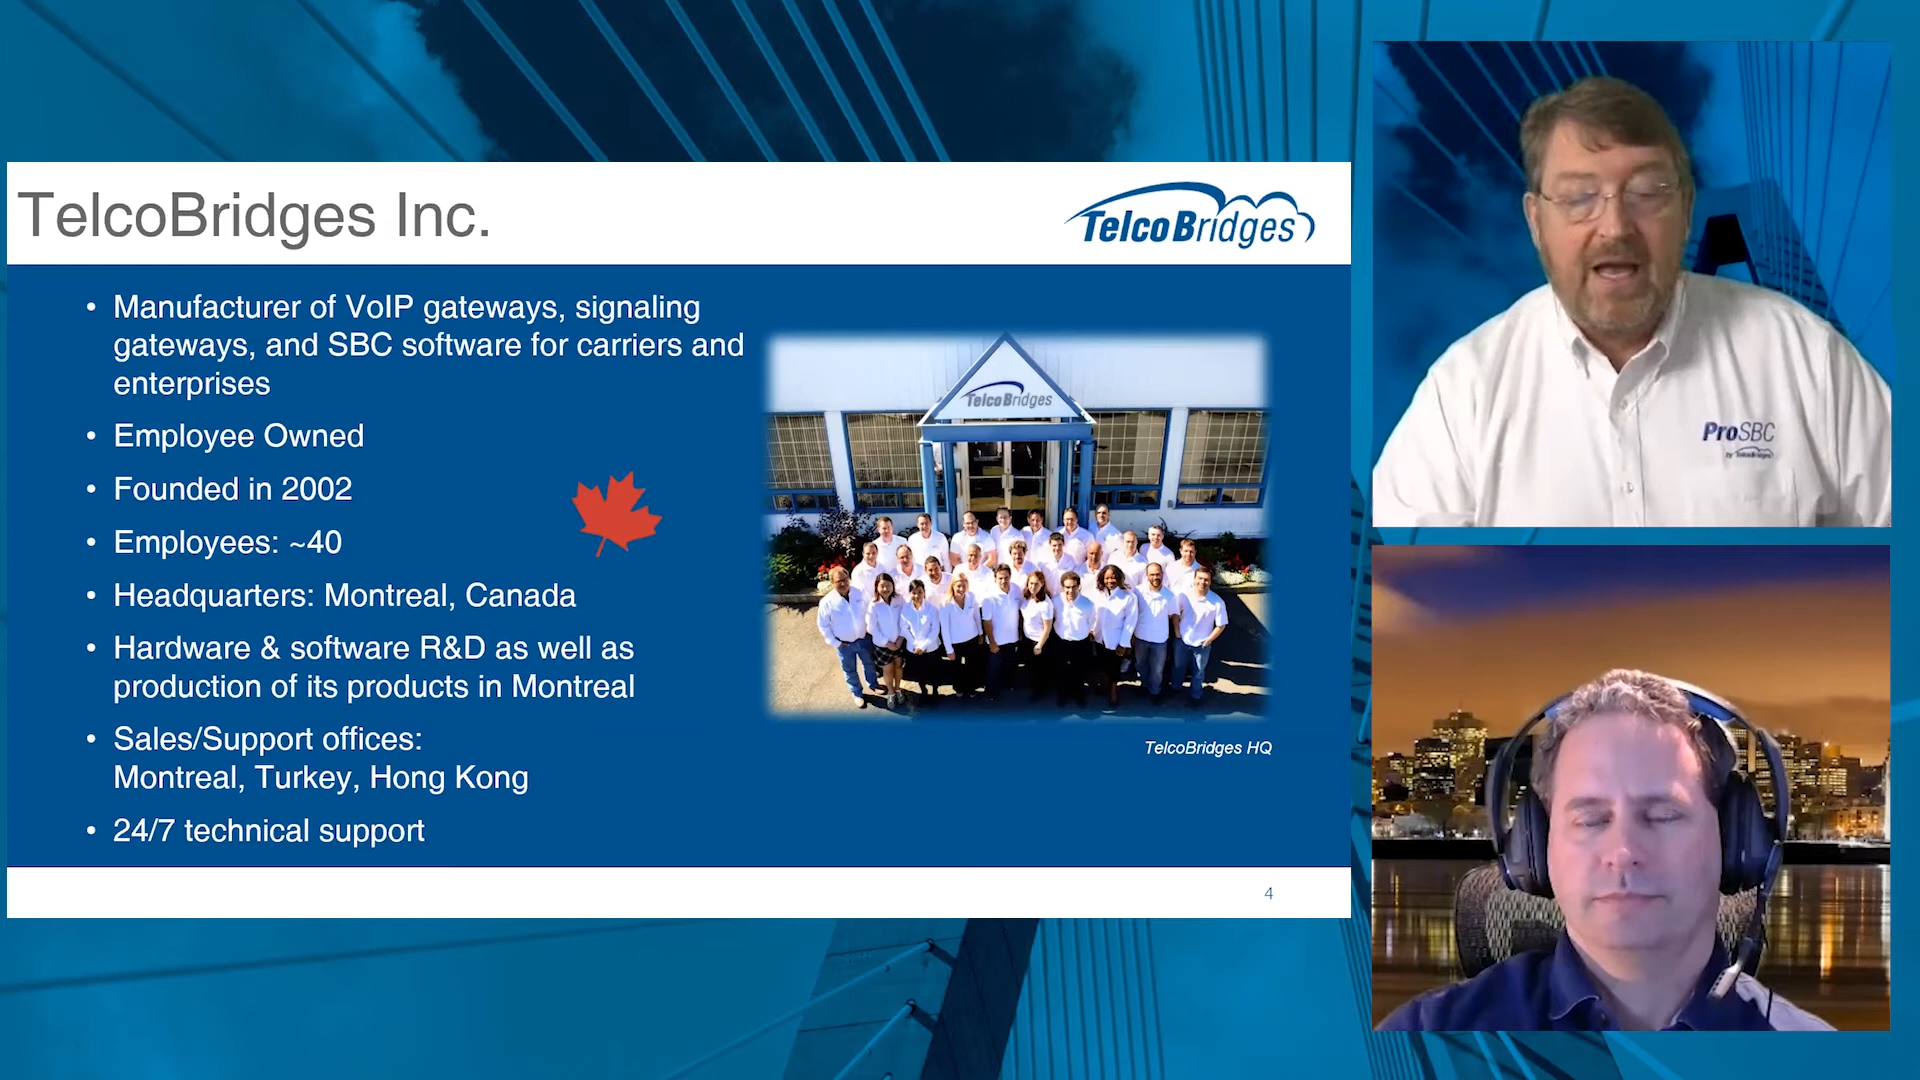 TelcoBridges Inc.
TelcoBridges
• Manufacturer of VoIP gateways, signaling
gateways, and SBC software for carriers and
enterprises
• Employee Owned
• Founded in 2002
• Employees: ~40
• Headquarters: Montreal, Canada
• Hardware & software R&D as well as
production of its products in Montreal
• Sales/Support offices:
Montreal, Turkey, Hong Kong
• 24/7 technical support
TelcoBridges
TelcoBridges HQ
4
ProSBC
by TelcoBridges